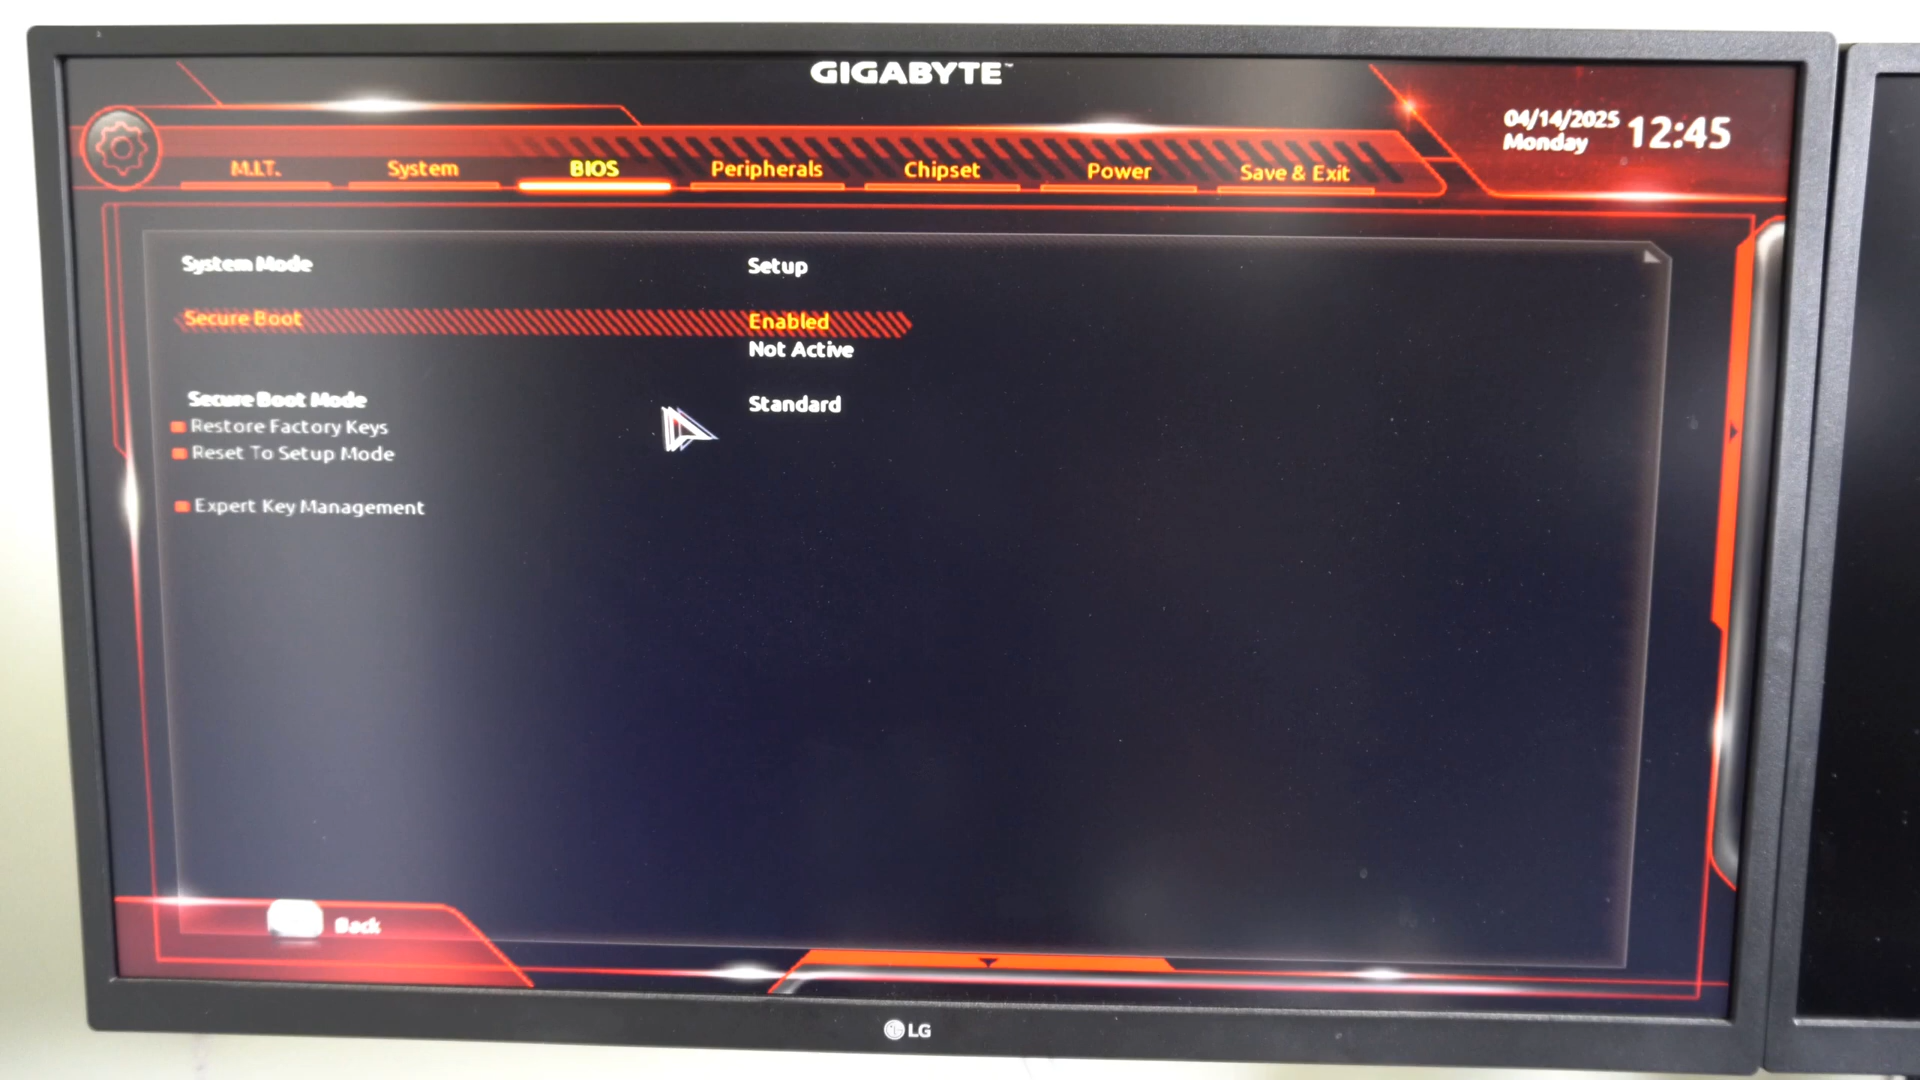 GIGABYTE™
04/14/2025
Monday
12:45
M.I.T. System BIOS Peripherals Chipset Power Save & Exit
System Mode Setup
Secure Boot Enabled
Not Active
Secure Boot Mode Standard
Restore Factory Keys
Reset To Setup Mode
Expert Key Management
Back
LG